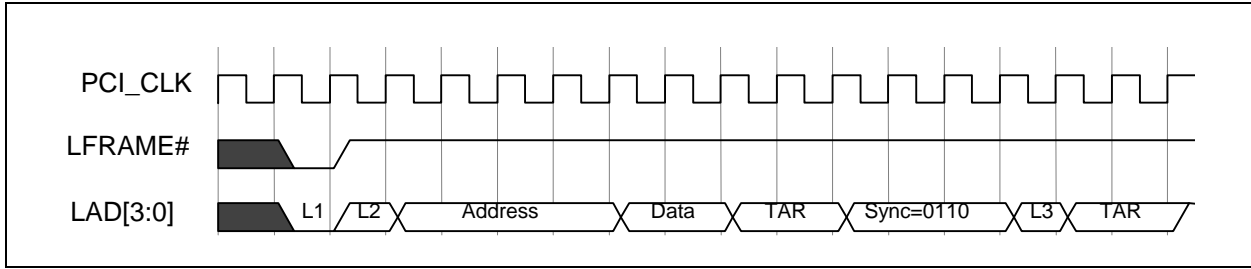 PCI_CLK
LFRAME#
LAD[3:0] L1 L2 Address Data TAR Sync=0110 L3 TAR